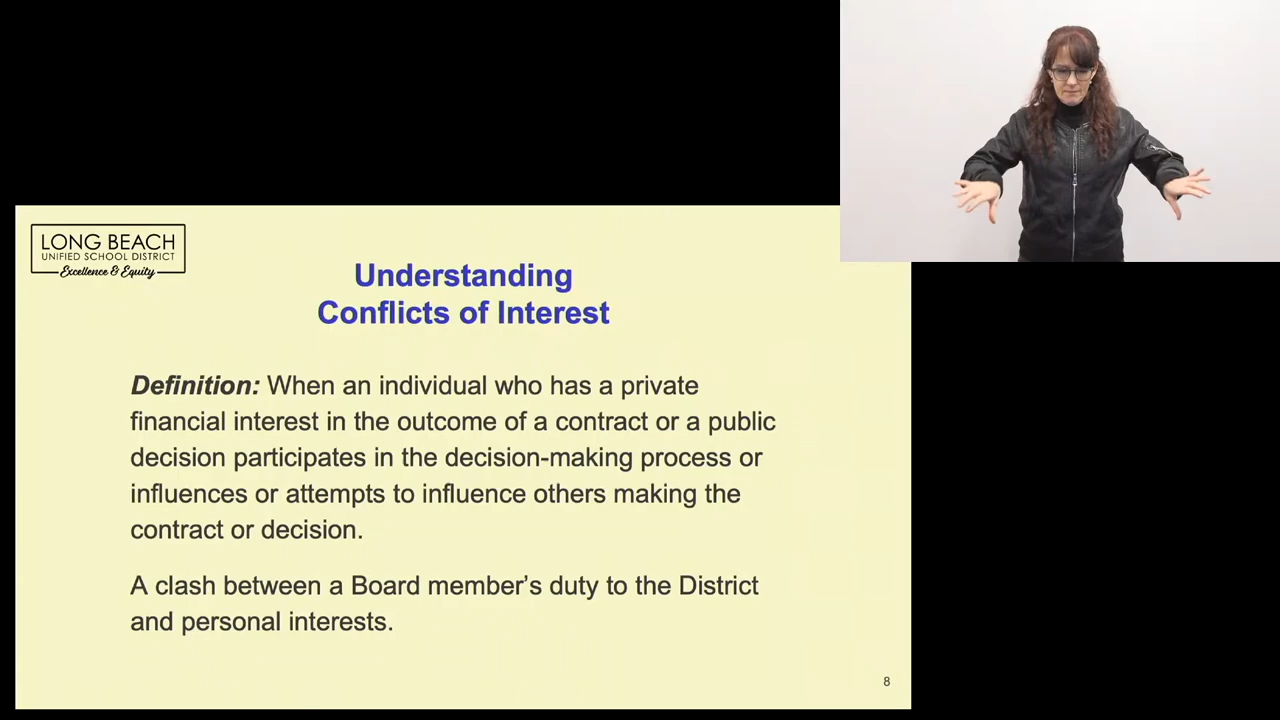 LONG BEACH
UNIFIED SCHOOL DISTRICT
Excellence & Equity
Understanding
Conflicts of Interest
Definition: When an individual who has a private
financial interest in the outcome of a contract or a public
decision participates in the decision-making process or
influences or attempts to influence others making the
contract or decision.
A clash between a Board member's duty to the District
and personal interests.
8